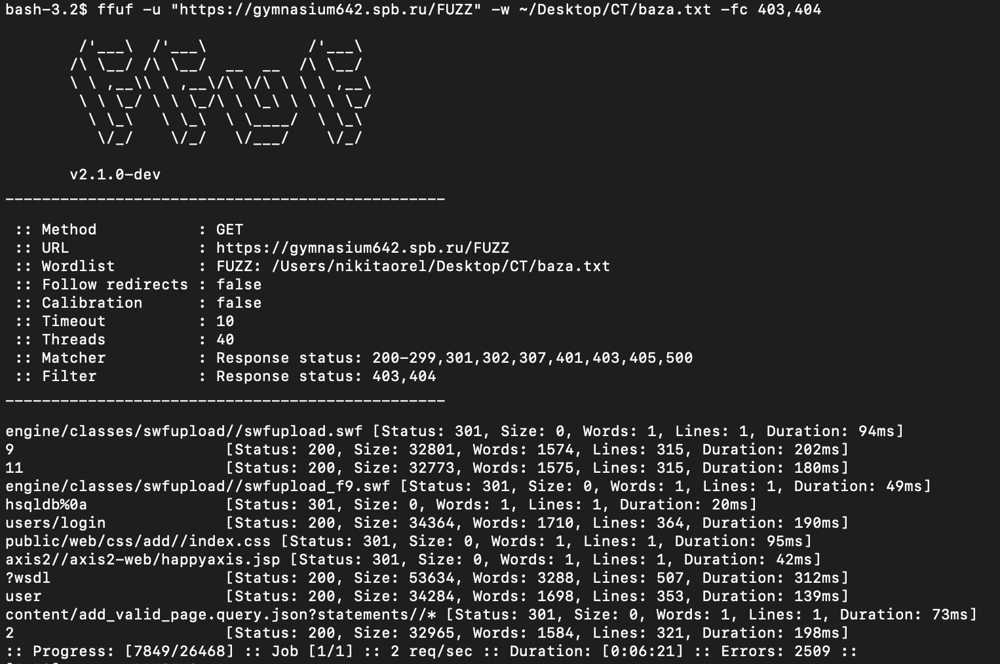 bash-3.2$ ffuf -u "https://gymnasium642.spb.ru/FUZZ" -w ~/Desktop/CT/baza.txt -fc 403,404
        /'___\  /'___\           /'___\
       /\ \__/ /\ \__/  __  __  /\ \__/
       \ \ ,__\\ \ ,__\/\ \/\ \ \ \ ,__\
        \ \ \_/ \ \ \_/\ \ \_\ \ \ \ \_/
         \ \_\   \ \_\  \ \____/  \ \_\
          \/_/    \/_/   \/___/    \/_/
       v2.1.0-dev
________________________________________________
 :: Method           : GET
 :: URL              : https://gymnasium642.spb.ru/FUZZ
 :: Wordlist         : FUZZ: /Users/nikitaorel/Desktop/CT/baza.txt
 :: Follow redirects : false
 :: Calibration      : false
 :: Timeout          : 10
 :: Threads          : 40
 :: Matcher          : Response status: 200-299,301,302,307,401,403,405,500
 :: Filter           : Response status: 403,404
________________________________________________
engine/classes/swfupload//swfupload.swf [Status: 301, Size: 0, Words: 1, Lines: 1, Duration: 94ms]
9                       [Status: 200, Size: 32801, Words: 1574, Lines: 315, Duration: 202ms]
11                      [Status: 200, Size: 32773, Words: 1575, Lines: 315, Duration: 180ms]
engine/classes/swfupload//swfupload_f9.swf [Status: 301, Size: 0, Words: 1, Lines: 1, Duration: 49ms]
hsqldb%0a               [Status: 301, Size: 0, Words: 1, Lines: 1, Duration: 20ms]
users/login             [Status: 200, Size: 34364, Words: 1710, Lines: 364, Duration: 190ms]
public/web/css/add//index.css [Status: 301, Size: 0, Words: 1, Lines: 1, Duration: 95ms]
axis2//axis2-web/happyaxis.jsp [Status: 301, Size: 0, Words: 1, Lines: 1, Duration: 42ms]
?wsdl                   [Status: 200, Size: 53634, Words: 3288, Lines: 507, Duration: 312ms]
user                    [Status: 200, Size: 34284, Words: 1698, Lines: 353, Duration: 139ms]
content/add_valid_page.query.json?statements//* [Status: 301, Size: 0, Words: 1, Lines: 1, Duration: 73ms]
2                       [Status: 200, Size: 32965, Words: 1584, Lines: 321, Duration: 198ms]
:: Progress: [7849/26468] :: Job [1/1] :: 2 req/sec :: Duration: [0:06:21] :: Errors: 2509 ::